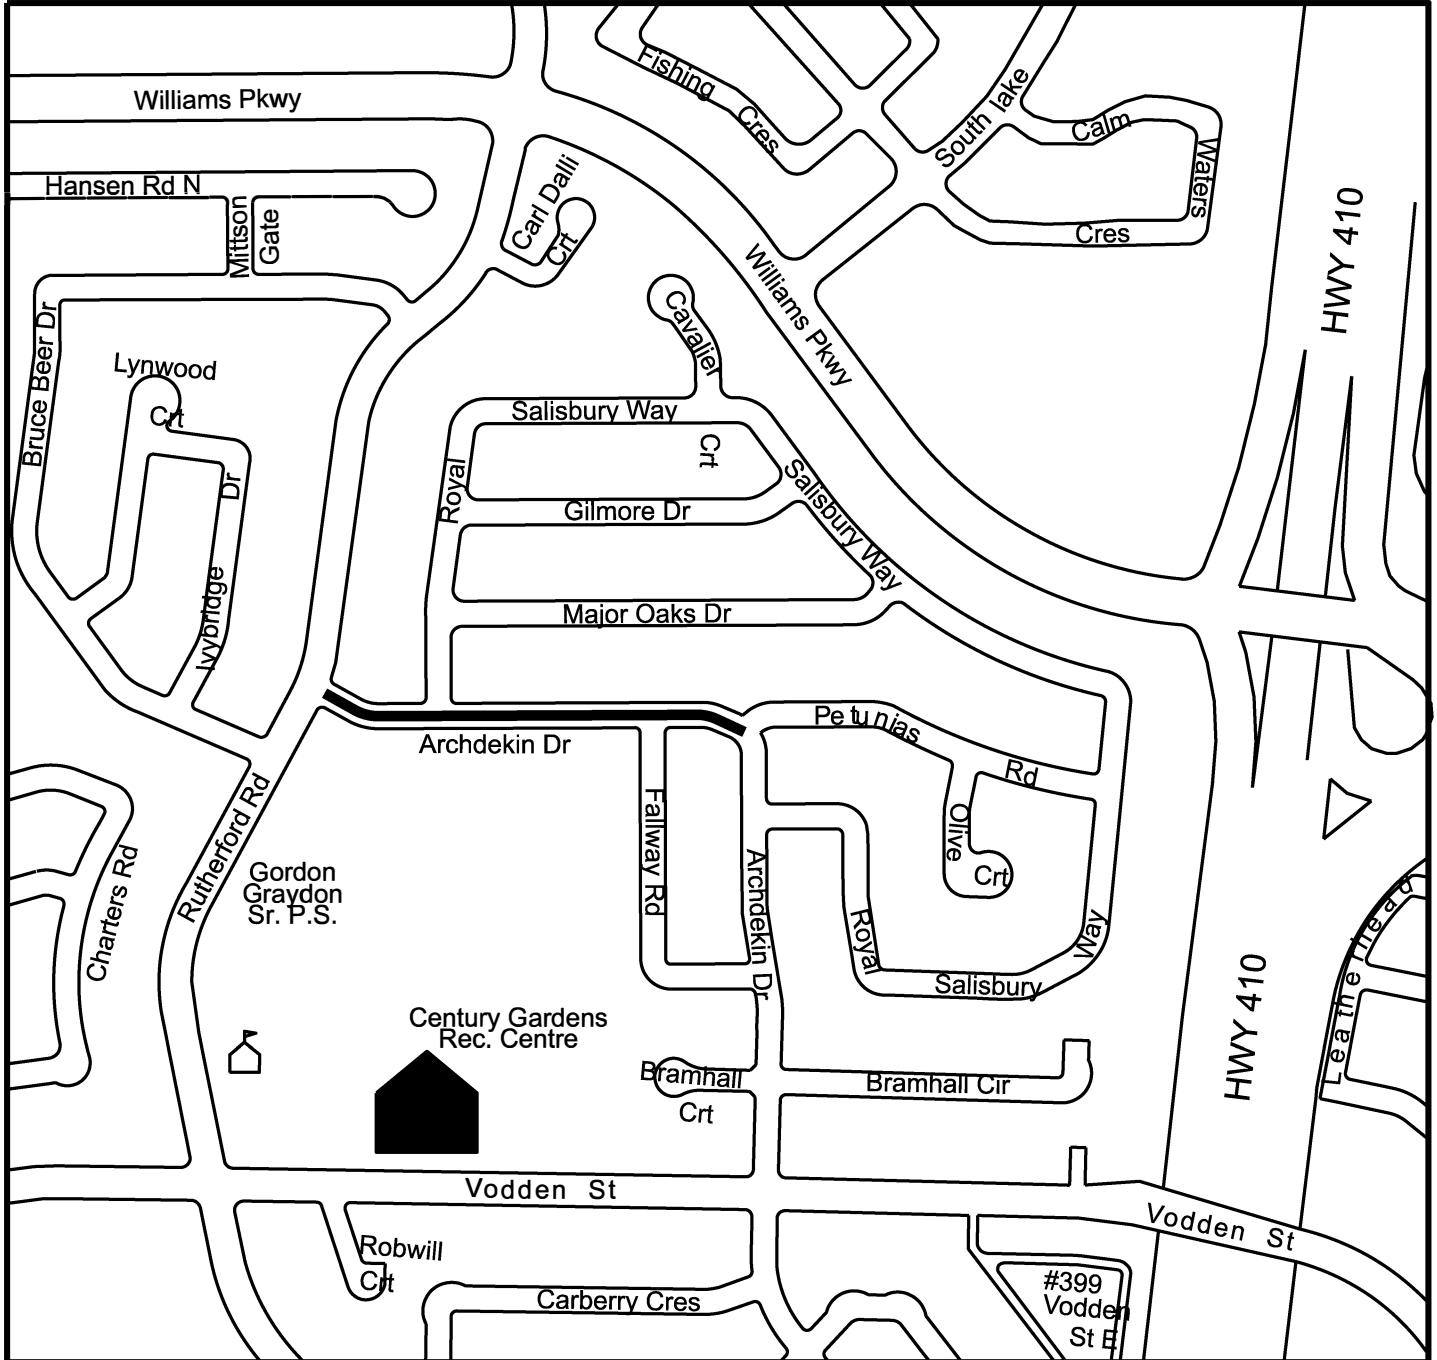 Fishing
Cres
South lake
Calm
Waters
Cres
Williams Pkwy
Hansen Rd N
Mittson
Gate
Carl Dalli
Crt
HWY 410
Williams Pkwy
Cavalier
Crt
Bruce Beer Dr
Lynwood
Crt
Ivybridge
Dr
Salisbury Way
Royal
Gilmore Dr
Salisbury Way
Major Oaks Dr
Archdekin Dr
Petunias
Rd
Olive
Crt
Fallway Rd
Archdekin Dr
Royal
Salisbury
Way
Rutherford Rd
Charters Rd
Gordon
Graydon
Sr. P.S.
Century Gardens
Rec. Centre
Bramhall
Crt
Bramhall Cir
HWY 410
Leatherhead
Vodden St
Vodden St
Robwill
Crt
Carberry Cres
#399
Vodden
St E